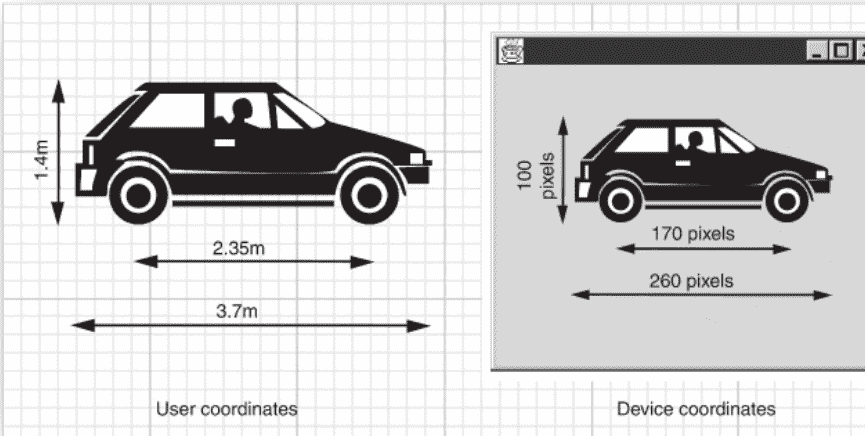 1.4m
2.35m
3.7m
User coordinates
100
pixels
170 pixels
260 pixels
Device coordinates